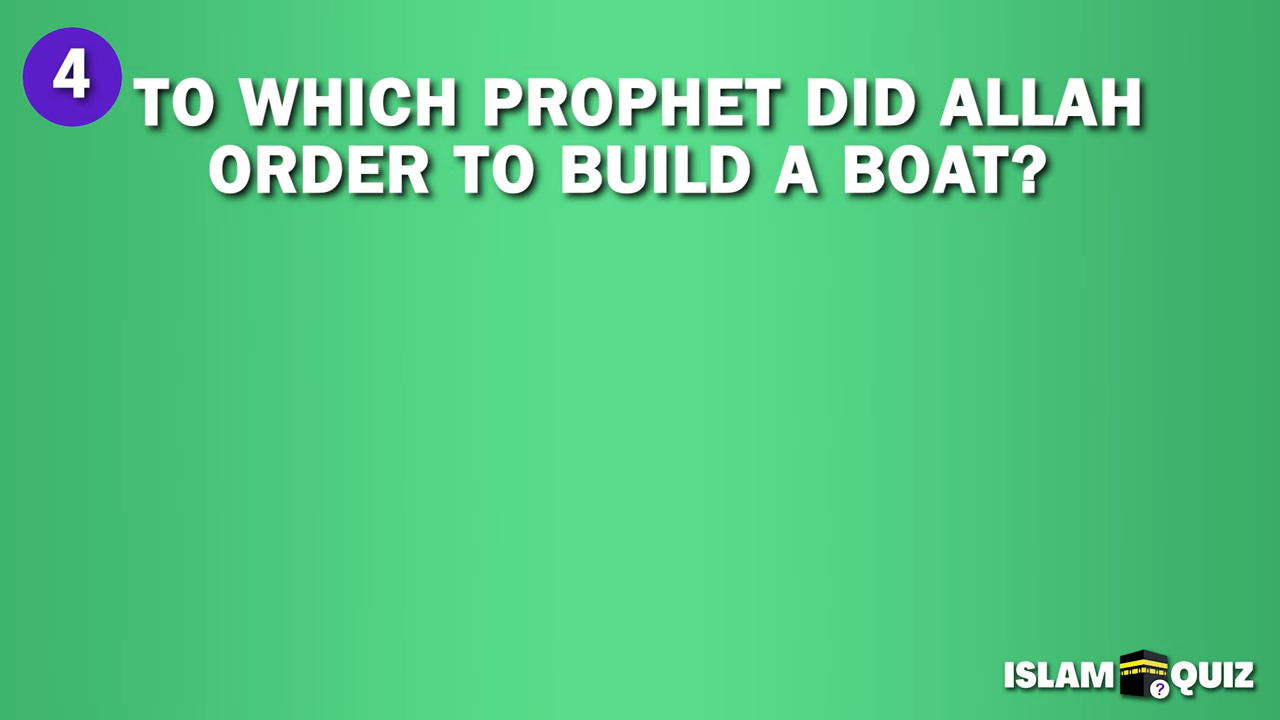 4
TO WHICH PROPHET DID ALLAH
ORDER TO BUILD A BOAT?
ISLAM ? QUIZ